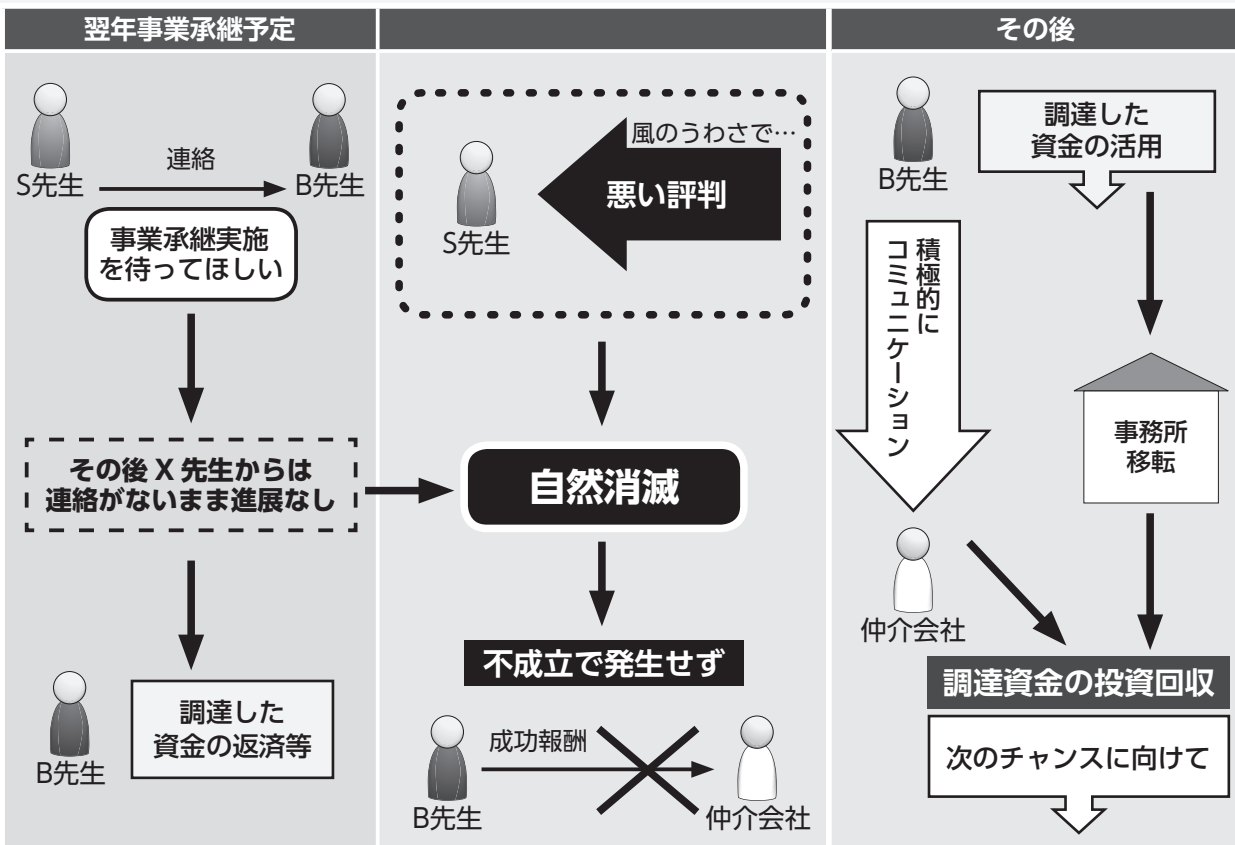 翌年事業承継予定
S先生
連絡
B先生
事業承継実施
を待ってほしい
その後 X 先生からは
連絡がないまま進展なし
B先生
調達した
資金の返済等
風のうわさで…
悪い評判
S先生
自然消滅
不成立で発生せず
B先生
成功報酬
仲介会社
その後
B先生
調達した
資金の活用
積極的に
コミュニケーション
事務所
移転
仲介会社
調達資金の投資回収
次のチャンスに向けて